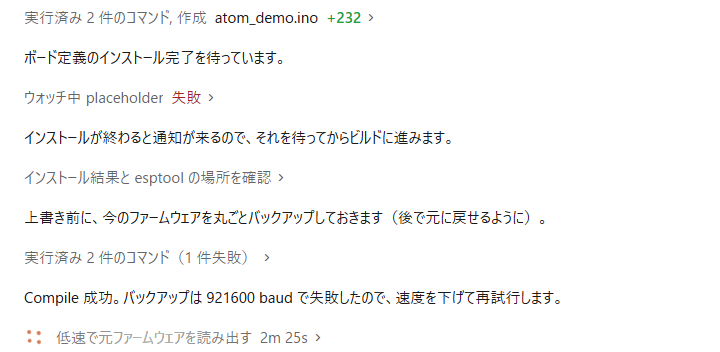 実行済み 2 件のコマンド, 作成 atom_demo.ino +232 >
ボード定義のインストール完了を待っています。
ウォッチ中 placeholder 失敗 >
インストールが終わると通知が来るので、それを待ってからビルドに進みます。
インストール結果と esptool の場所を確認 >
上書き前に、今のファームウェアを丸ごとバックアップしておきます（後で元に戻せるように）。
実行済み 2 件のコマンド（1 件失敗） >
Compile 成功。バックアップは 921600 baud で失敗したので、速度を下げて再試行します。
低速で元ファームウェアを読み出す 2m 25s >